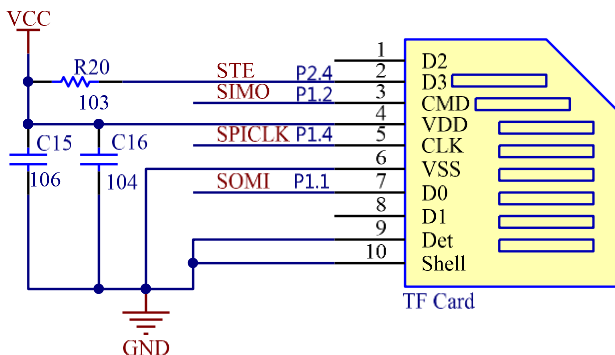 VCC
R20
103
C15
106
C16
104
GND
STE P2.4
SIMO P1.2
SPICLK P1.4
SOMI P1.1
1 D2
2 D3
3 CMD
4 VDD
5 CLK
6 VSS
7 D0
8 D1
9 Det
10 Shell
TF Card